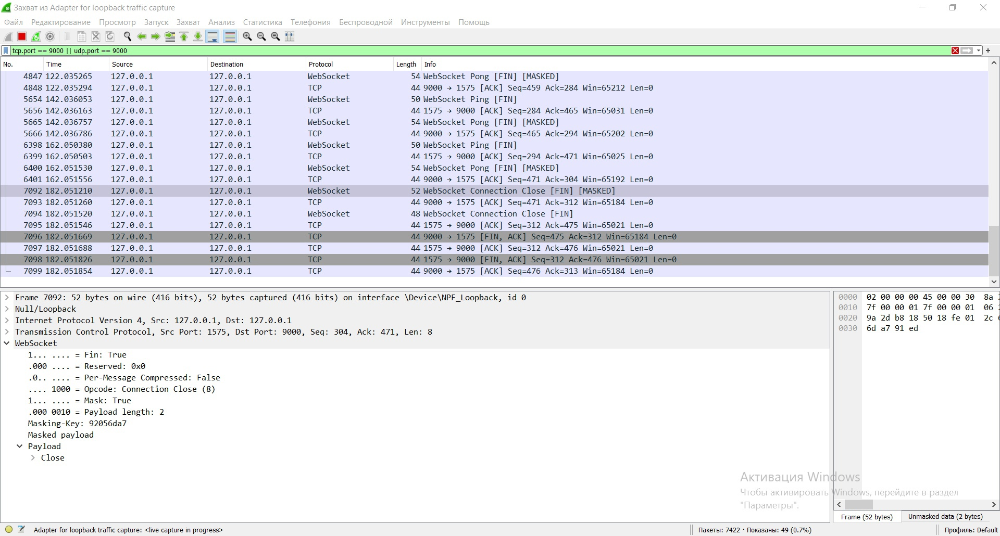 Захват из Adapter for loopback traffic capture
Файл Редактирование Просмотр Запуск Захват Анализ Статистика Телефония Беспроводной Инструменты Помощь
tcp.port == 9000 || udp.port == 9000
No. Time Source Destination Protocol Length Info
4847 122.035265 127.0.0.1 127.0.0.1 WebSocket 54 WebSocket Pong [FIN] [MASKED]
4848 122.035294 127.0.0.1 127.0.0.1 TCP 44 9000 → 1575 [ACK] Seq=459 Ack=284 Win=65212 Len=0
5654 142.036053 127.0.0.1 127.0.0.1 WebSocket 50 WebSocket Ping [FIN]
5656 142.036163 127.0.0.1 127.0.0.1 TCP 44 1575 → 9000 [ACK] Seq=284 Ack=465 Win=65031 Len=0
5665 142.036757 127.0.0.1 127.0.0.1 WebSocket 54 WebSocket Pong [FIN] [MASKED]
5666 142.036786 127.0.0.1 127.0.0.1 TCP 44 9000 → 1575 [ACK] Seq=465 Ack=294 Win=65202 Len=0
6398 162.050380 127.0.0.1 127.0.0.1 WebSocket 50 WebSocket Ping [FIN]
6399 162.050503 127.0.0.1 127.0.0.1 TCP 44 1575 → 9000 [ACK] Seq=294 Ack=471 Win=65025 Len=0
6400 162.051530 127.0.0.1 127.0.0.1 WebSocket 54 WebSocket Pong [FIN] [MASKED]
6401 162.051556 127.0.0.1 127.0.0.1 TCP 44 9000 → 1575 [ACK] Seq=471 Ack=304 Win=65192 Len=0
7092 182.051210 127.0.0.1 127.0.0.1 WebSocket 52 WebSocket Connection Close [FIN] [MASKED]
7093 182.051260 127.0.0.1 127.0.0.1 TCP 44 9000 → 1575 [ACK] Seq=471 Ack=312 Win=65184 Len=0
7094 182.051520 127.0.0.1 127.0.0.1 WebSocket 48 WebSocket Connection Close [FIN]
7095 182.051546 127.0.0.1 127.0.0.1 TCP 44 1575 → 9000 [ACK] Seq=312 Ack=475 Win=65021 Len=0
7096 182.051669 127.0.0.1 127.0.0.1 TCP 44 9000 → 1575 [FIN, ACK] Seq=475 Ack=312 Win=65184 Len=0
7097 182.051688 127.0.0.1 127.0.0.1 TCP 44 1575 → 9000 [ACK] Seq=312 Ack=476 Win=65021 Len=0
7098 182.051826 127.0.0.1 127.0.0.1 TCP 44 1575 → 9000 [FIN, ACK] Seq=312 Ack=476 Win=65021 Len=0
7099 182.051854 127.0.0.1 127.0.0.1 TCP 44 9000 → 1575 [ACK] Seq=476 Ack=313 Win=65184 Len=0
Frame 7092: 52 bytes on wire (416 bits), 52 bytes captured (416 bits) on interface \Device\NPF_Loopback, id 0
Null/Loopback
Internet Protocol Version 4, Src: 127.0.0.1, Dst: 127.0.0.1
Transmission Control Protocol, Src Port: 1575, Dst Port: 9000, Seq: 304, Ack: 471, Len: 8
WebSocket
1... .... = Fin: True
.000 .... = Reserved: 0x0
.0.. .... = Per-Message Compressed: False
.... 1000 = Opcode: Connection Close (8)
1... .... = Mask: True
.000 0010 = Payload length: 2
Masking-Key: 92056da7
Masked payload
Payload
Close
0000 02 00 00 00 45 00 00 30 8a
0010 7f 00 00 01 7f 00 00 01 06
0020 9a 2d b8 18 50 18 fe 01 2c
0030 6d a7 91 ed
Активация Windows
Чтобы активировать Windows, перейдите в раздел
"Параметры".
Frame (52 bytes) Unmasked data (2 bytes)
Adapter for loopback traffic capture: <live capture in progress>
Пакеты: 7422 · Показаны: 49 (0.7%)
Профиль: Default